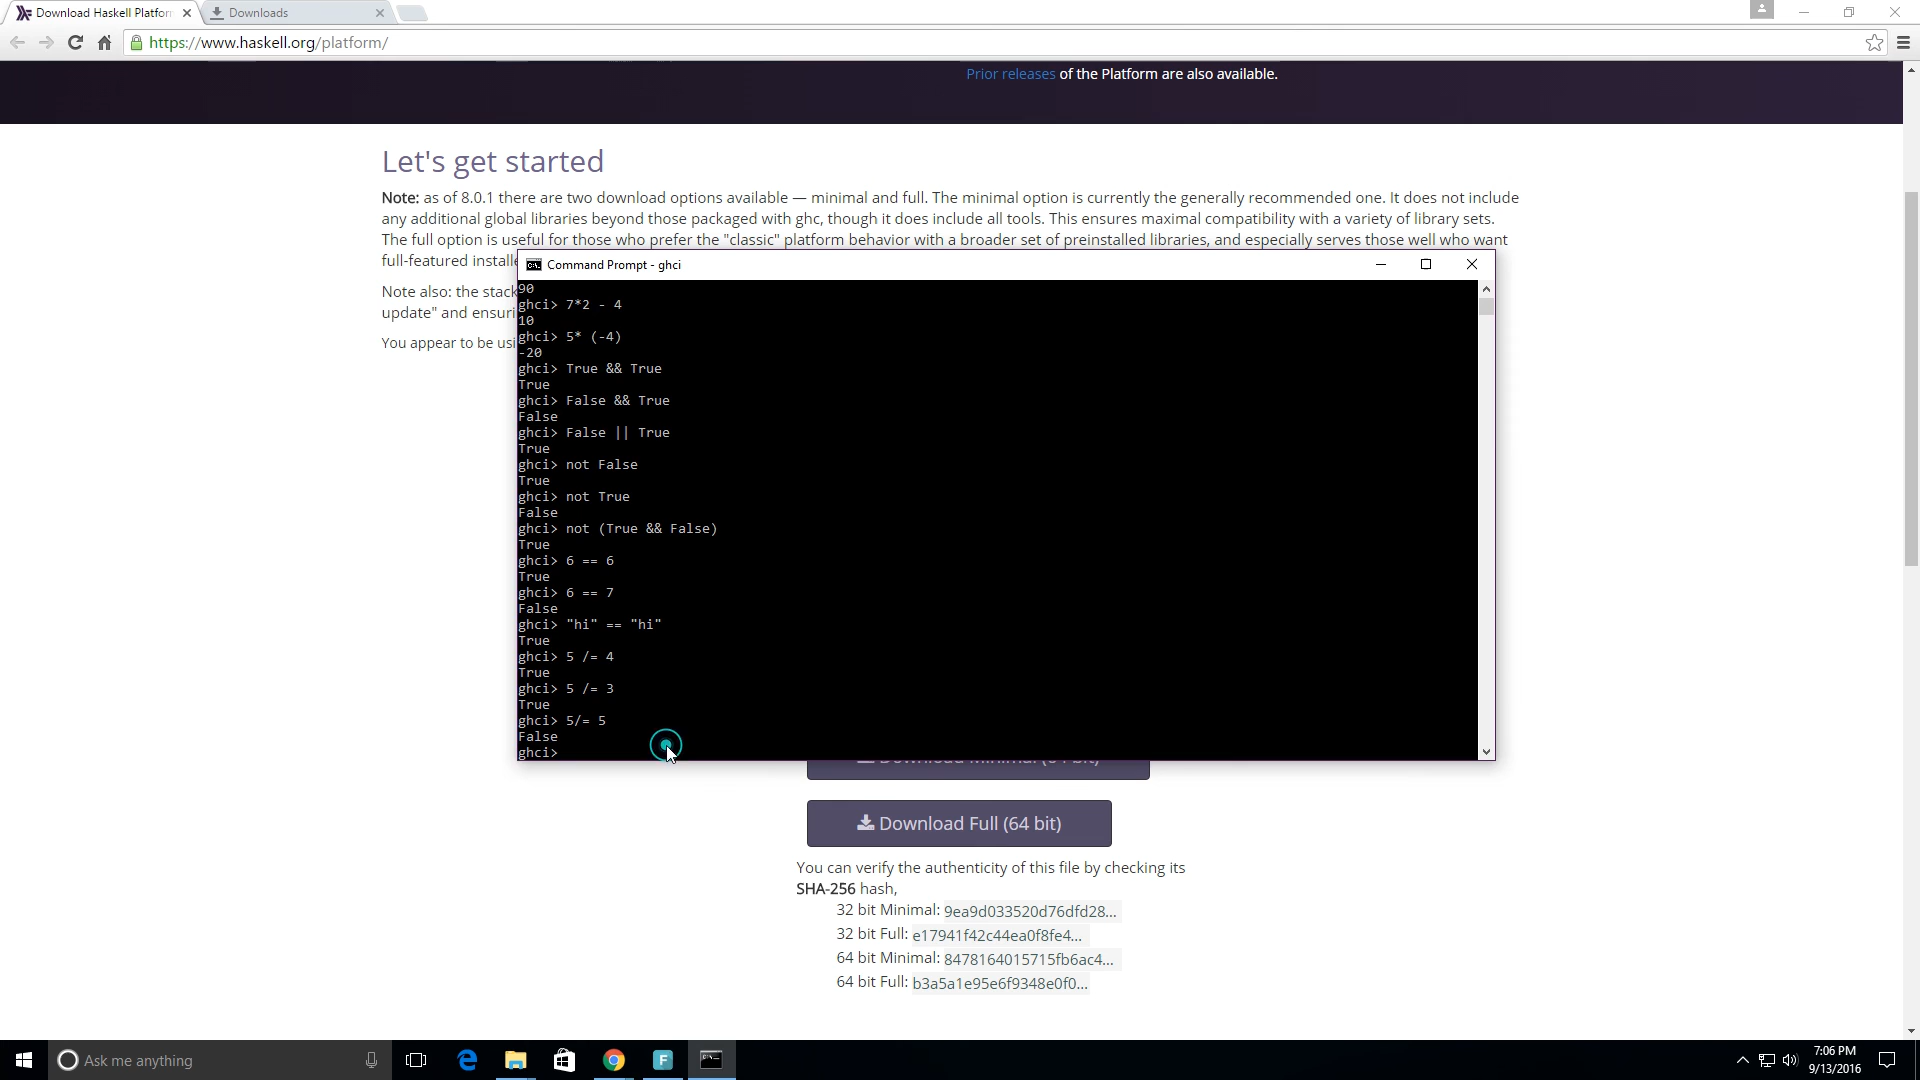 Download Haskell Platfor
Downloads
https://www.haskell.org/platform/
Prior releases of the Platform are also available.
Let's get started
Note: as of 8.0.1 there are two download options available — minimal and full. The minimal option is currently the generally recommended one. It does not include
any additional global libraries beyond those packaged with ghc, though it does include all tools. This ensures maximal compatibility with a variety of library sets.
The full option is useful for those who prefer the "classic" platform behavior with a broader set of preinstalled libraries, and especially serves those well who want
full-featured
Note also: the
update" and
You appear to be
Command Prompt - ghci
90
ghci> 7*2 - 4
10
ghci> 5* (-4)
-20
ghci> True && True
True
ghci> False && True
False
ghci> False || True
True
ghci> not False
True
ghci> not True
False
ghci> not (True && False)
True
ghci> 6 == 6
True
ghci> 6 == 7
False
ghci> "hi" == "hi"
True
ghci> 5 /= 4
True
ghci> 5 /= 3
True
ghci> 5/= 5
False
ghci>
Download Full (64 bit)
You can verify the authenticity of this file by checking its
SHA-256 hash,
32 bit Minimal: 9ea9d033520d76dfd28...
32 bit Full: e17941f42c44ea0f8fe4...
64 bit Minimal: 8478164015715fb6ac4...
64 bit Full: b3a5a1e95e6f9348e0f0...
Ask me anything
7:06 PM
9/13/2016